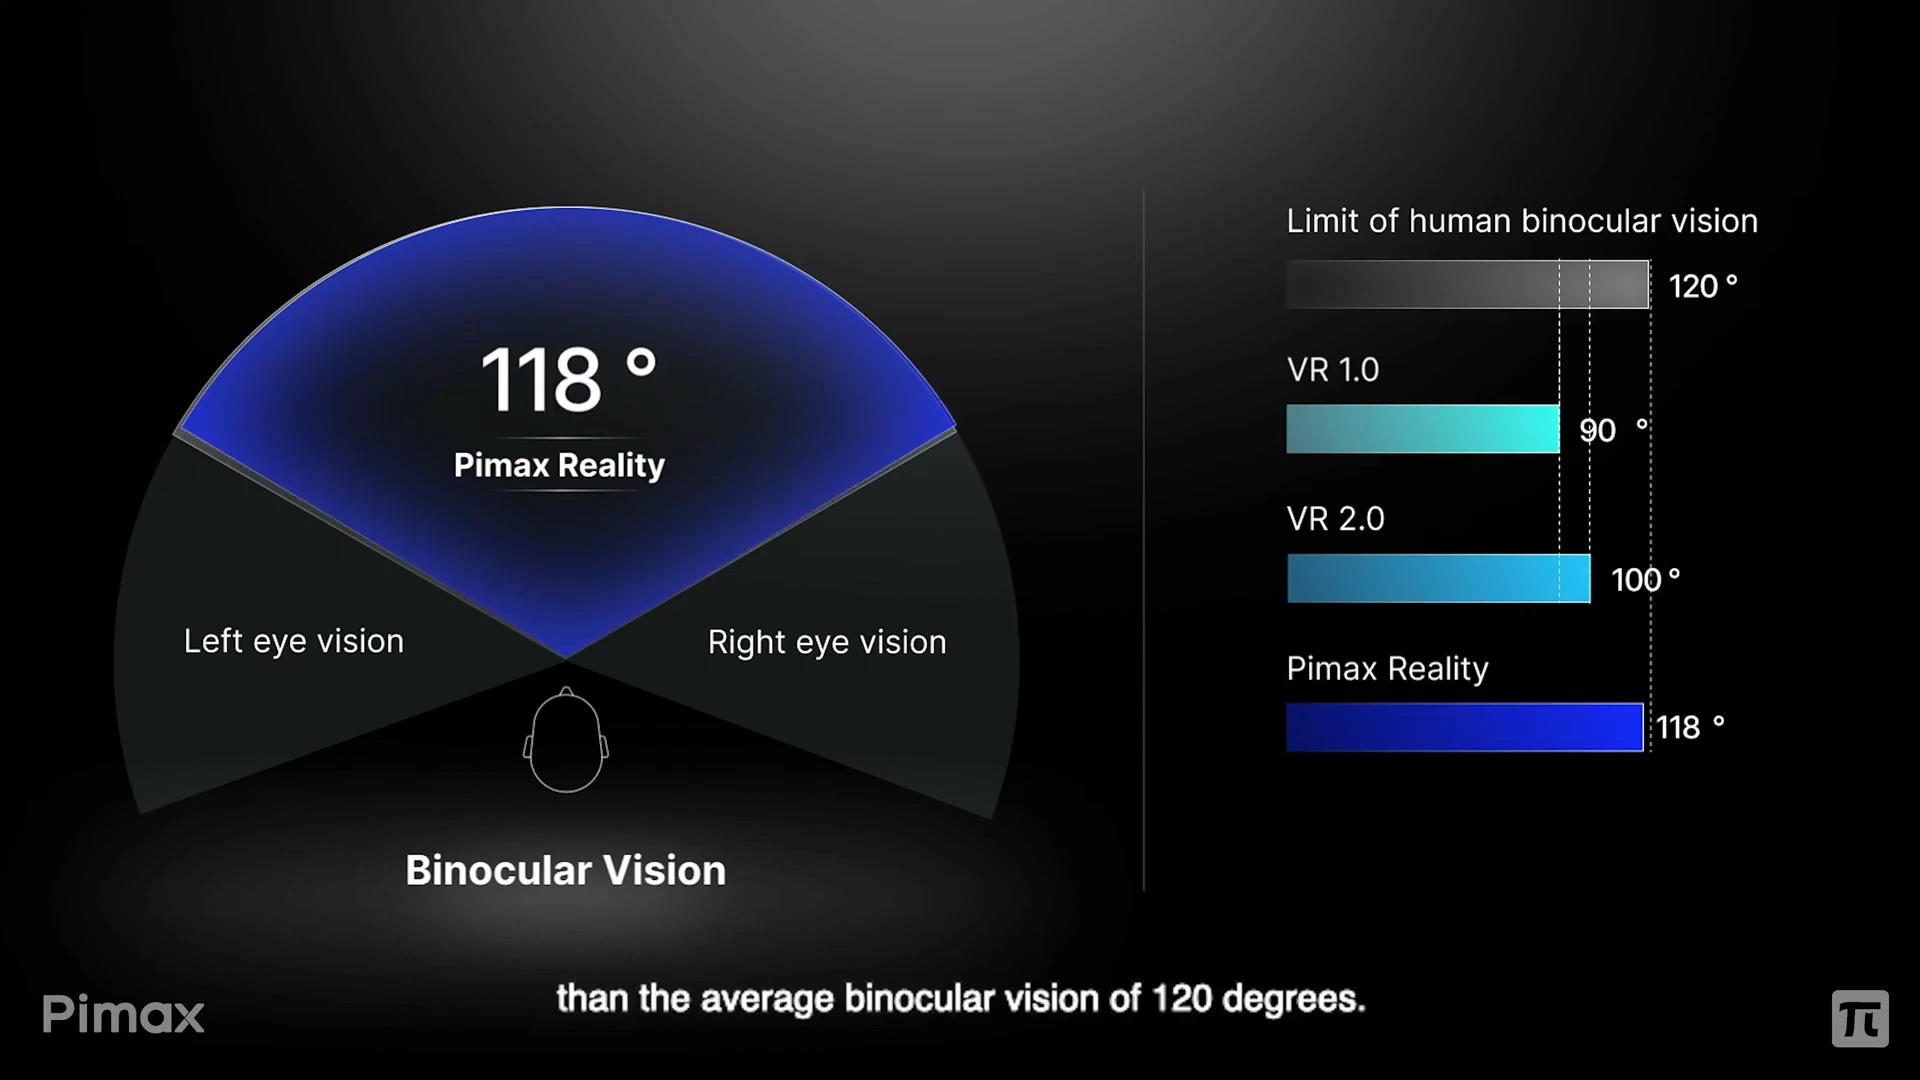 118 °
Pimax Reality
Left eye vision
Right eye vision
Binocular Vision
Limit of human binocular vision
120 °
VR 1.0
90 °
VR 2.0
100 °
Pimax Reality
118 °
than the average binocular vision of 120 degrees.
Pimax
π